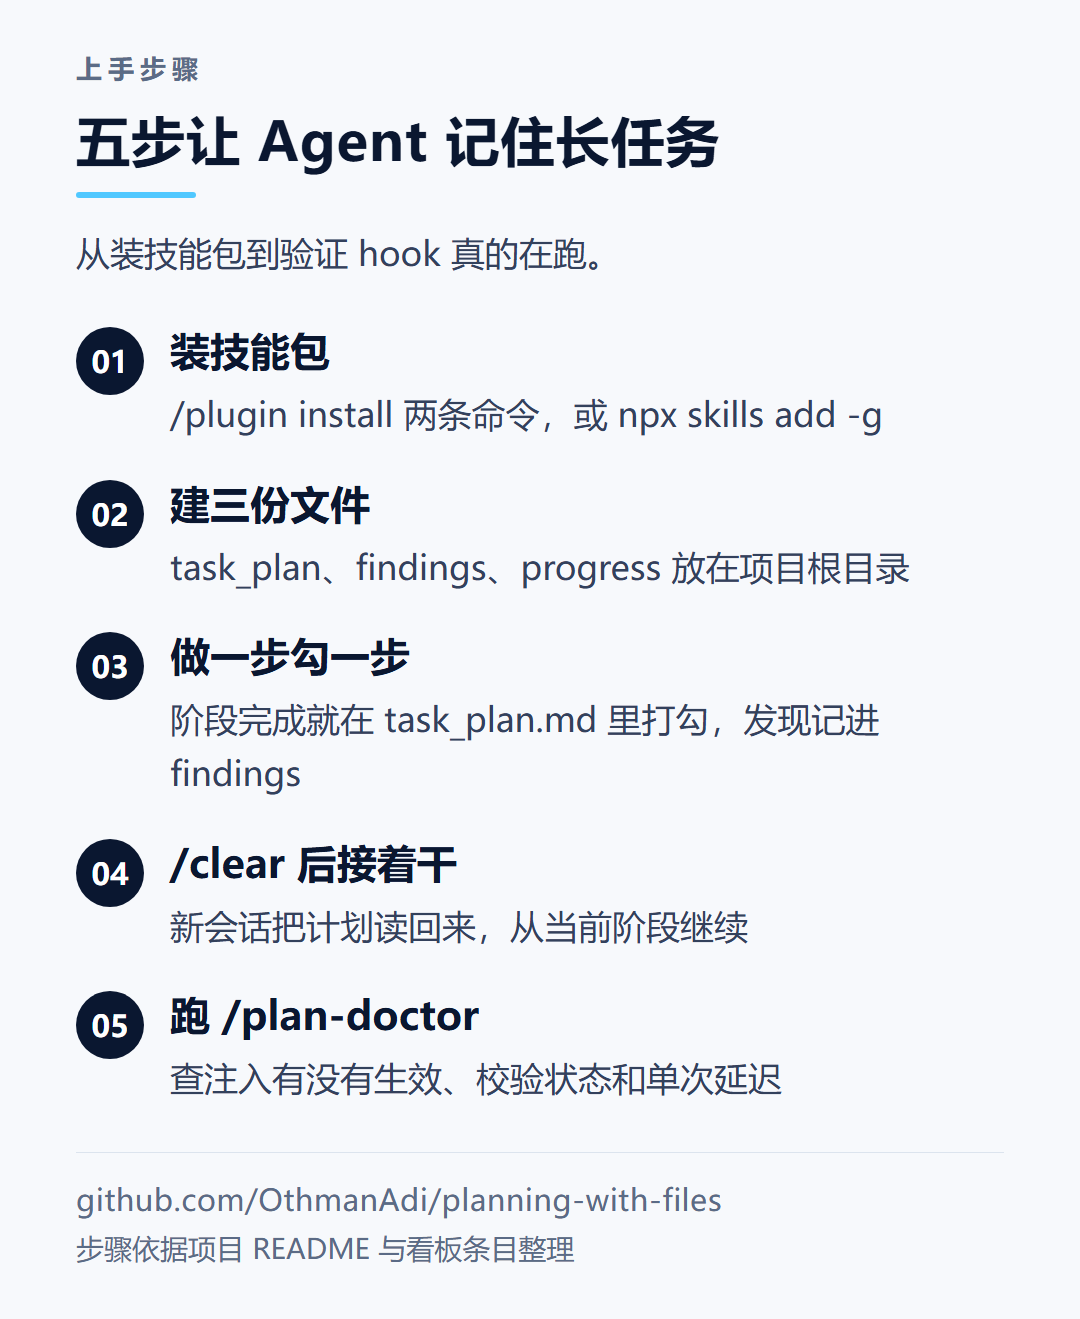 上手步骤
五步让 Agent 记住长任务
从装技能包到验证 hook 真的在跑。
01
装技能包
/plugin install 两条命令，或 npx skills add -g
02
建三份文件
task_plan、findings、progress 放在项目根目录
03
做一步勾一步
阶段完成就在 task_plan.md 里打勾，发现记进
findings
04
/clear 后接着干
新会话把计划读回来，从当前阶段继续
05
跑 /plan-doctor
查注入有没有生效、校验状态和单次延迟
github.com/OthmanAdi/planning-with-files
步骤依据项目 README 与看板条目整理